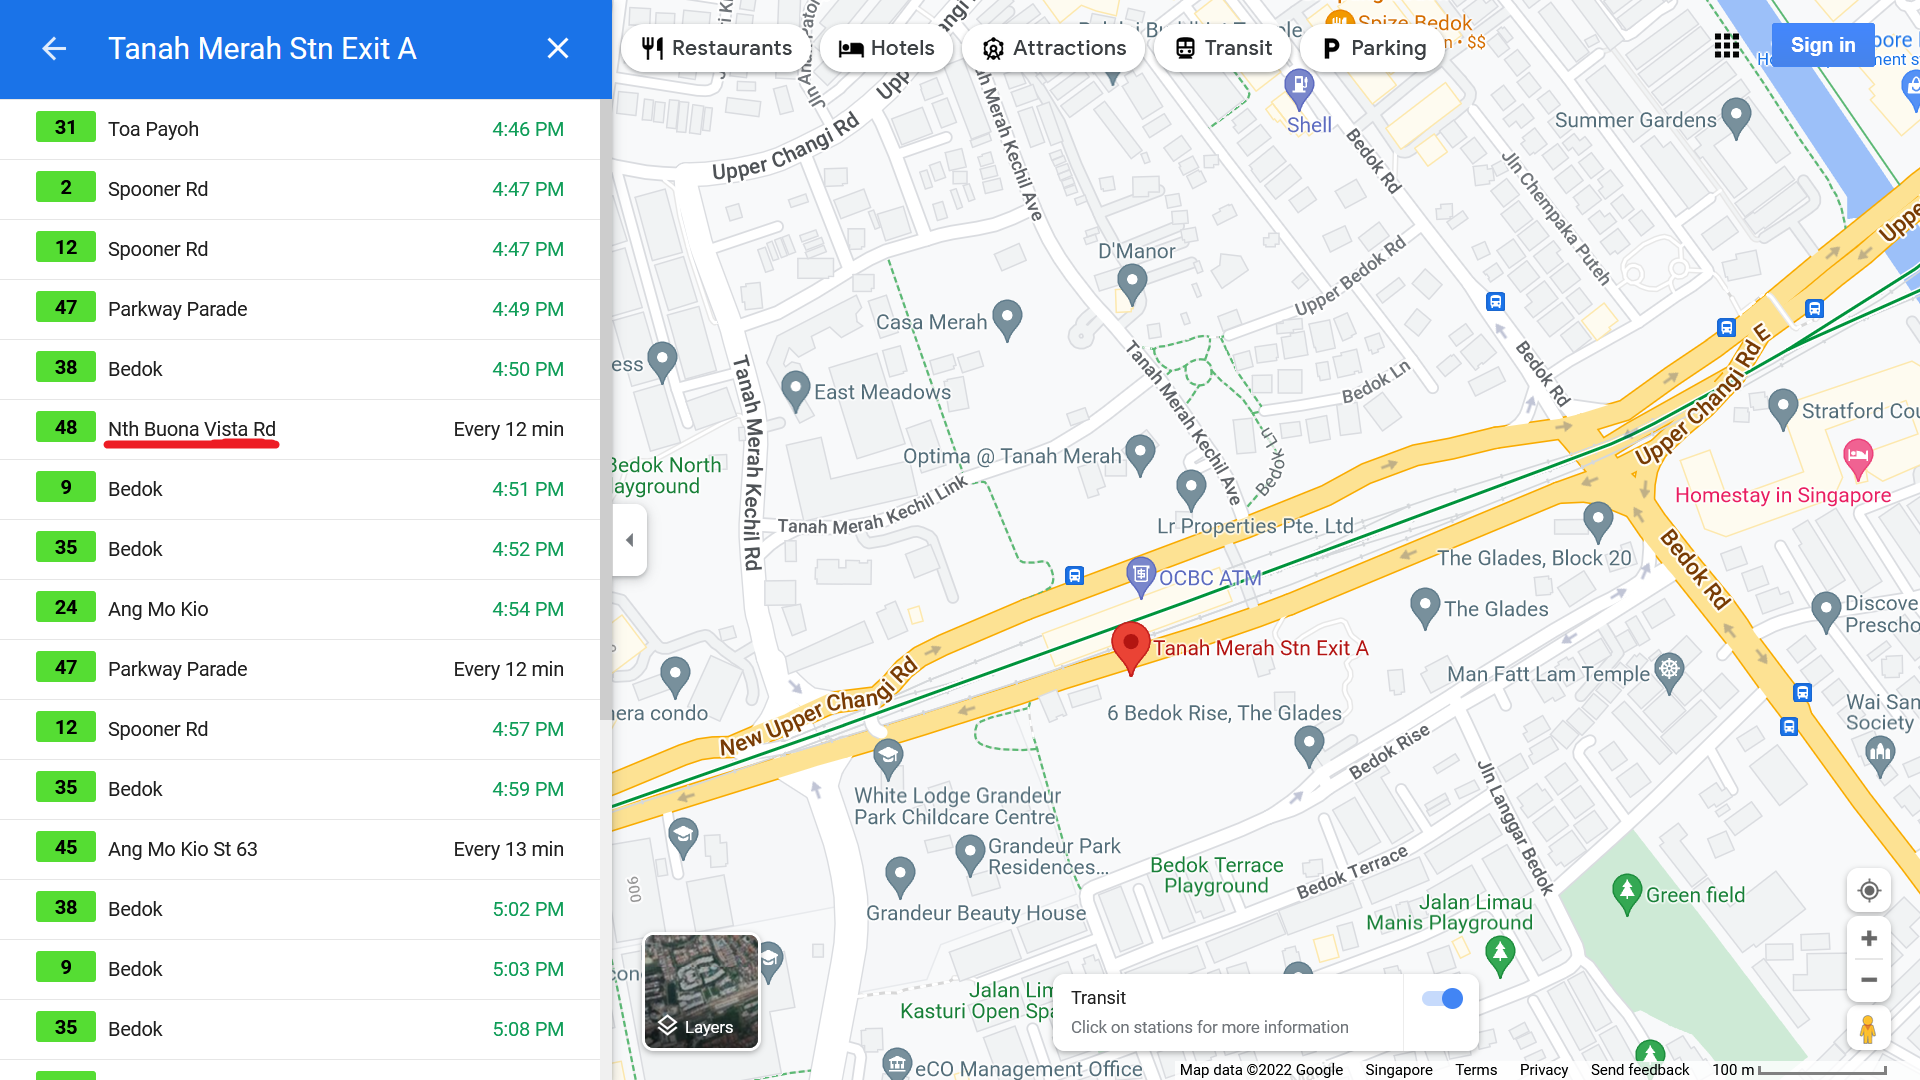 Tanah Merah Stn Exit A
31 Toa Payoh 4:46 PM
2 Spooner Rd 4:47 PM
12 Spooner Rd 4:47 PM
47 Parkway Parade 4:49 PM
38 Bedok 4:50 PM
48 Nth Buona Vista Rd Every 12 min
9 Bedok 4:51 PM
35 Bedok 4:52 PM
24 Ang Mo Kio 4:54 PM
47 Parkway Parade Every 12 min
12 Spooner Rd 4:57 PM
35 Bedok 4:59 PM
45 Ang Mo Kio St 63 Every 13 min
38 Bedok 5:02 PM
9 Bedok 5:03 PM
35 Bedok 5:08 PM
Restaurants
Hotels
Attractions
Transit
Parking
Sign in
Spize Bedok
$$
Shell
Summer Gardens
Upper Changi Rd
Tanah Merah Kechil Ave
Bedok Rd
Jln Chempaka Puteh
D'Manor
Upper Bedok Rd
Casa Merah
East Meadows
Tanah Merah Kechil Rd
Tanah Merah Kechil Ave
Bedok Ln
Bedok Rd
Upper Changi Rd E
Optima @ Tanah Merah
Bedok Ln
Tanah Merah Kechil Link
Bedok North
Lr Properties Pte. Ltd
Homestay in Singapore
The Glades, Block 20
Bedok Rd
OCBC ATM
The Glades
Discove
Tanah Merah Stn Exit A
Man Fatt Lam Temple
New Upper Changi Rd
6 Bedok Rise, The Glades
Wai San
Society
Bedok Rise
Jln Langgar Bedok
White Lodge Grandeur
Park Childcare Centre
Grandeur Park
Residences...
Bedok Terrace
Playground
Bedok Terrace
Grandeur Beauty House
Jalan Limau
Manis Playground
Green field
Jalan Lim
Kasturi Open Spa
Layers
Transit
Click on stations for more information
eCO Management Office
Map data ©2022 Google
Singapore
Terms
Privacy
Send feedback
100 m